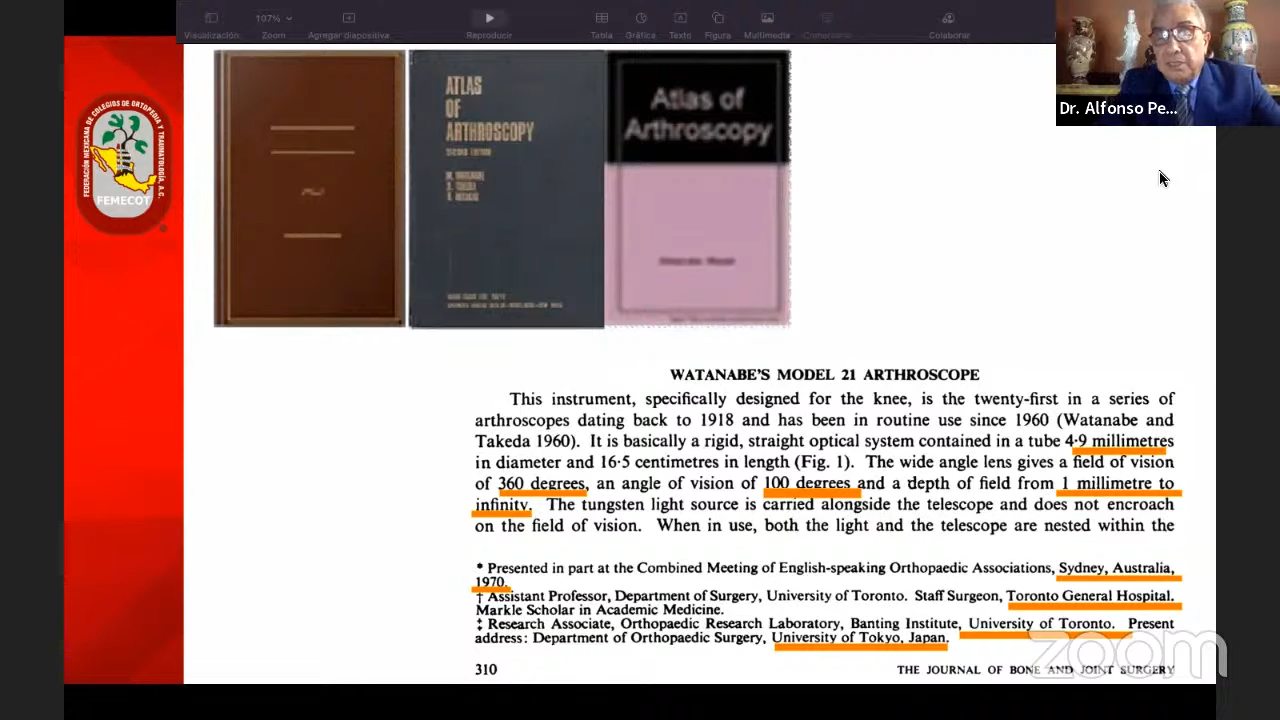 Visualización
107%
Zoom
Agregar diapositiva
Reproducir
Tabla
Gráfica
Texto
Figura
Multimedia
Comentario
Colaborar
Dr. Alfonso Pe...
FEDERACIÓN MEXICANA DE COLEGIOS DE ORTOPEDIA Y TRAUMATOLOGÍA, A.C.
FEMECOT
ATLAS
OF
ARTHROSCOPY
SECOND EDITION
Atlas of
Arthroscopy
WATANABE'S MODEL 21 ARTHROSCOPE
This instrument, specifically designed for the knee, is the twenty-first in a series of
arthroscopes dating back to 1918 and has been in routine use since 1960 (Watanabe and
Takeda 1960). It is basically a rigid, straight optical system contained in a tube 4·9 millimetres
in diameter and 16·5 centimetres in length (Fig. 1). The wide angle lens gives a field of vision
of 360 degrees, an angle of vision of 100 degrees and a depth of field from 1 millimetre to
infinity. The tungsten light source is carried alongside the telescope and does not encroach
on the field of vision. When in use, both the light and the telescope are nested within the
* Presented in part at the Combined Meeting of English-speaking Orthopaedic Associations, Sydney, Australia,
1970.
† Assistant Professor, Department of Surgery, University of Toronto. Staff Surgeon, Toronto General Hospital.
Markle Scholar in Academic Medicine.
‡ Research Associate, Orthopaedic Research Laboratory, Banting Institute, University of Toronto. Present
address: Department of Orthopaedic Surgery, University of Tokyo, Japan.
310
THE JOURNAL OF BONE AND JOINT SURGERY
zoom